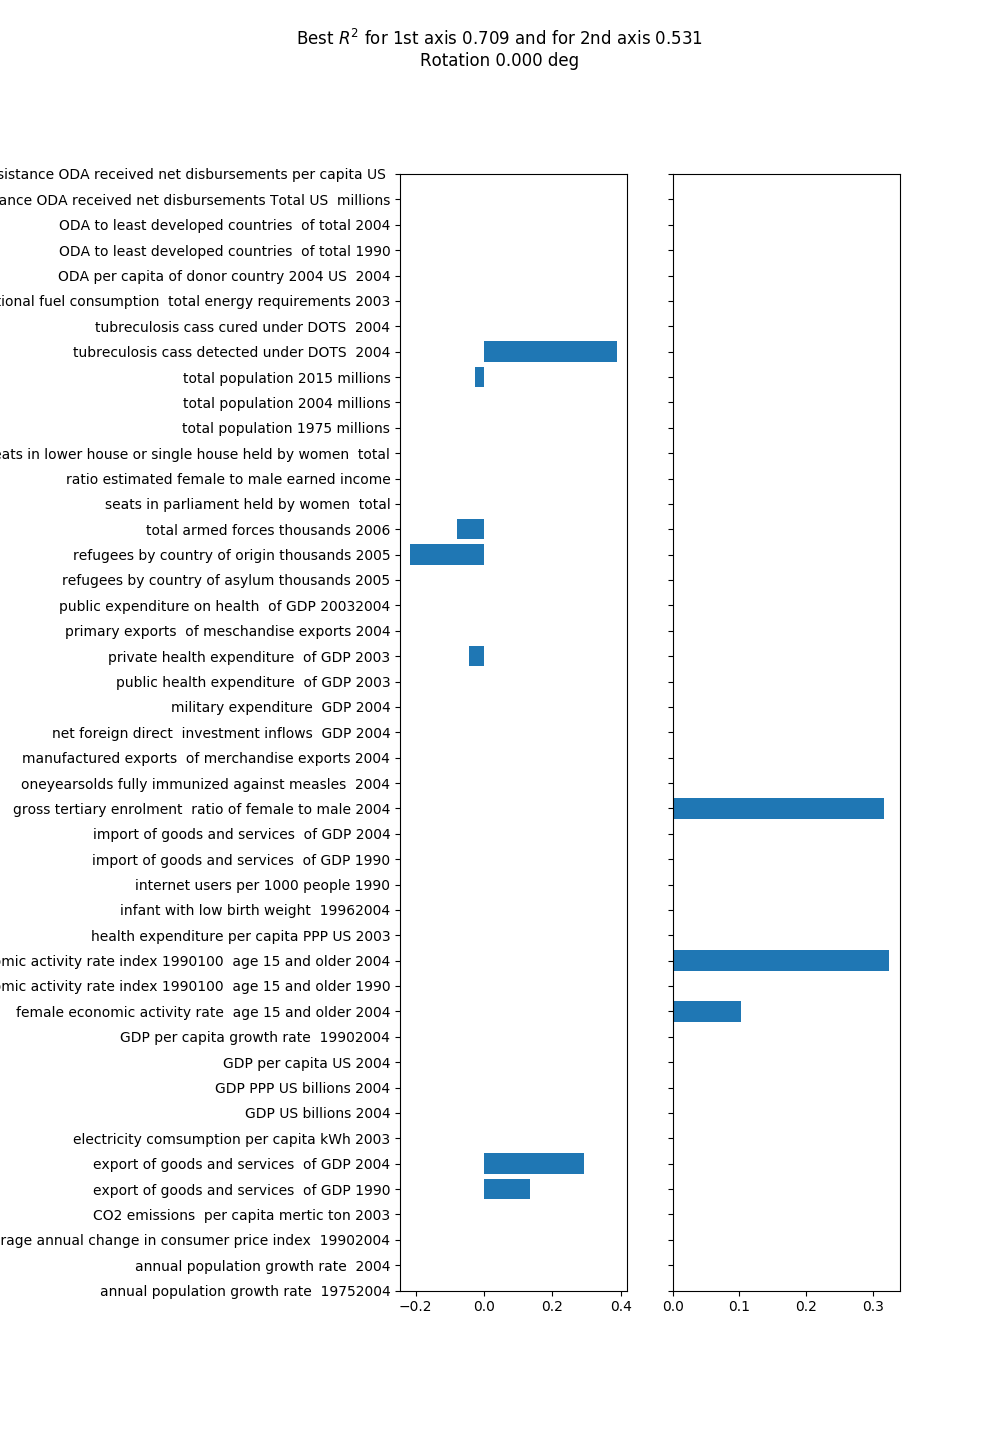 Best R² for 1st axis 0.709 and for 2nd axis 0.531
Rotation 0.000 deg
sistance ODA received net disbursements per capita US
ance ODA received net disbursements Total US  millions
ODA to least developed countries  of total 2004
ODA to least developed countries  of total 1990
ODA per capita of donor country 2004 US  2004
tional fuel consumption  total energy requirements 2003
tubreculosis cass cured under DOTS  2004
tubreculosis cass detected under DOTS  2004
total population 2015 millions
total population 2004 millions
total population 1975 millions
eats in lower house or single house held by women  total
ratio estimated female to male earned income
seats in parliament held by women  total
total armed forces thousands 2006
refugees by country of origin thousands 2005
refugees by country of asylum thousands 2005
public expenditure on health  of GDP 20032004
primary exports  of meschandise exports 2004
private health expenditure  of GDP 2003
public health expenditure  of GDP 2003
military expenditure  GDP 2004
net foreign direct  investment inflows  GDP 2004
manufactured exports  of merchandise exports 2004
oneyearsolds fully immunized against measles  2004
gross tertiary enrolment  ratio of female to male 2004
import of goods and services  of GDP 2004
import of goods and services  of GDP 1990
internet users per 1000 people 1990
infant with low birth weight  19962004
health expenditure per capita PPP US 2003
omic activity rate index 1990100  age 15 and older 2004
omic activity rate index 1990100  age 15 and older 1990
female economic activity rate  age 15 and older 2004
GDP per capita growth rate  19902004
GDP per capita US 2004
GDP PPP US billions 2004
GDP US billions 2004
electricity comsumption per capita kWh 2003
export of goods and services  of GDP 2004
export of goods and services  of GDP 1990
CO2 emissions  per capita mertic ton 2003
rage annual change in consumer price index  19902004
annual population growth rate  2004
annual population growth rate  19752004
−0.2 0.0 0.2 0.4 0.0 0.1 0.2 0.3